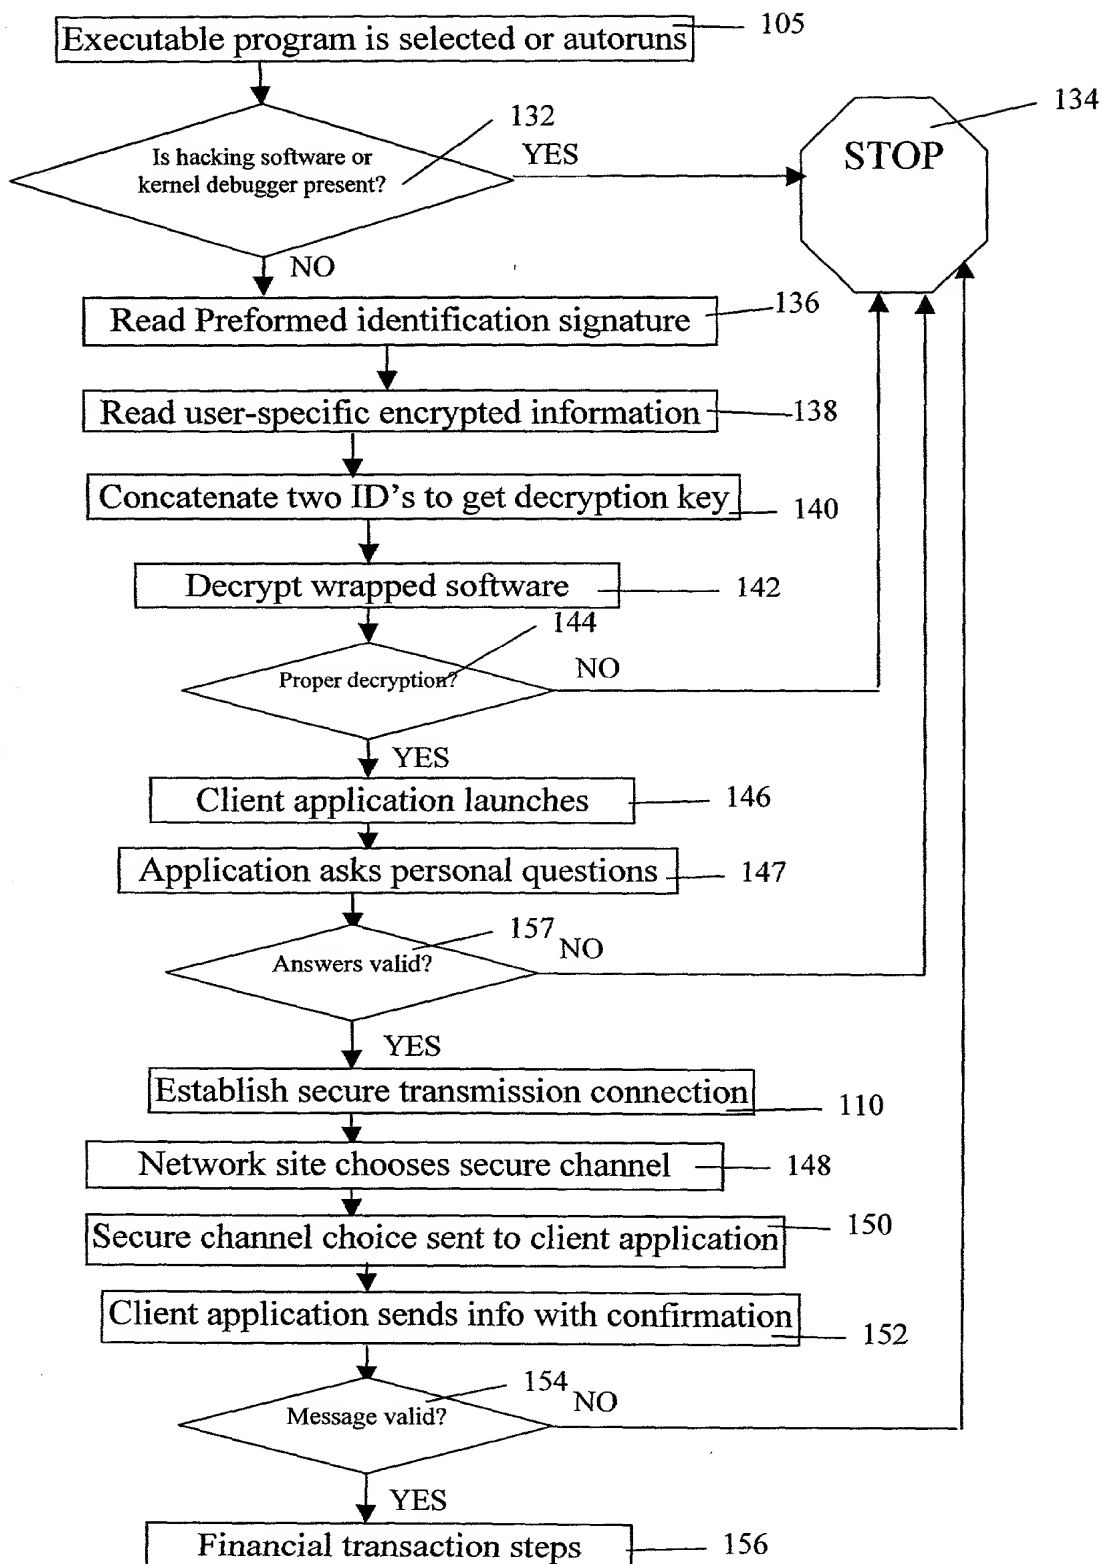 Executable program is selected or autoruns
105
132
Is hacking software or
kernel debugger present?
YES
STOP
134
NO
Read Preformed identification signature
136
Read user-specific encrypted information
138
Concatenate two ID's to get decryption key
140
Decrypt wrapped software
142
144
Proper decryption?
NO
YES
Client application launches
146
Application asks personal questions
147
157
Answers valid?
NO
YES
Establish secure transmission connection
110
Network site chooses secure channel
148
Secure channel choice sent to client application
150
Client application sends info with confirmation
152
154
Message valid?
NO
YES
Financial transaction steps
156